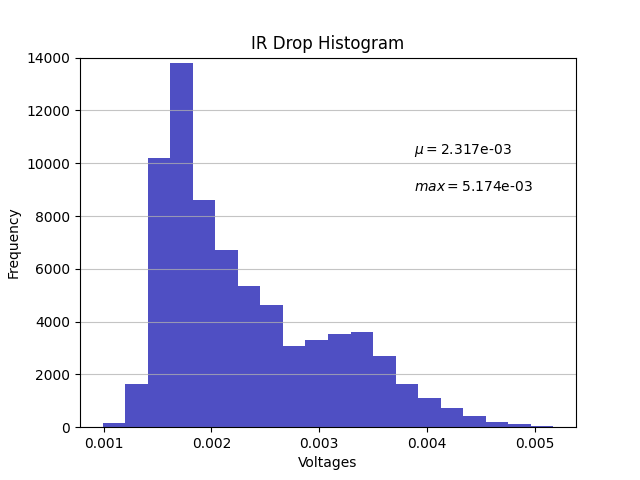 IR Drop Histogram
14000
12000
10000
8000
6000
4000
2000
0
Frequency
μ = 2.317e-03
max = 5.174e-03
0.001 0.002 0.003 0.004 0.005
Voltages